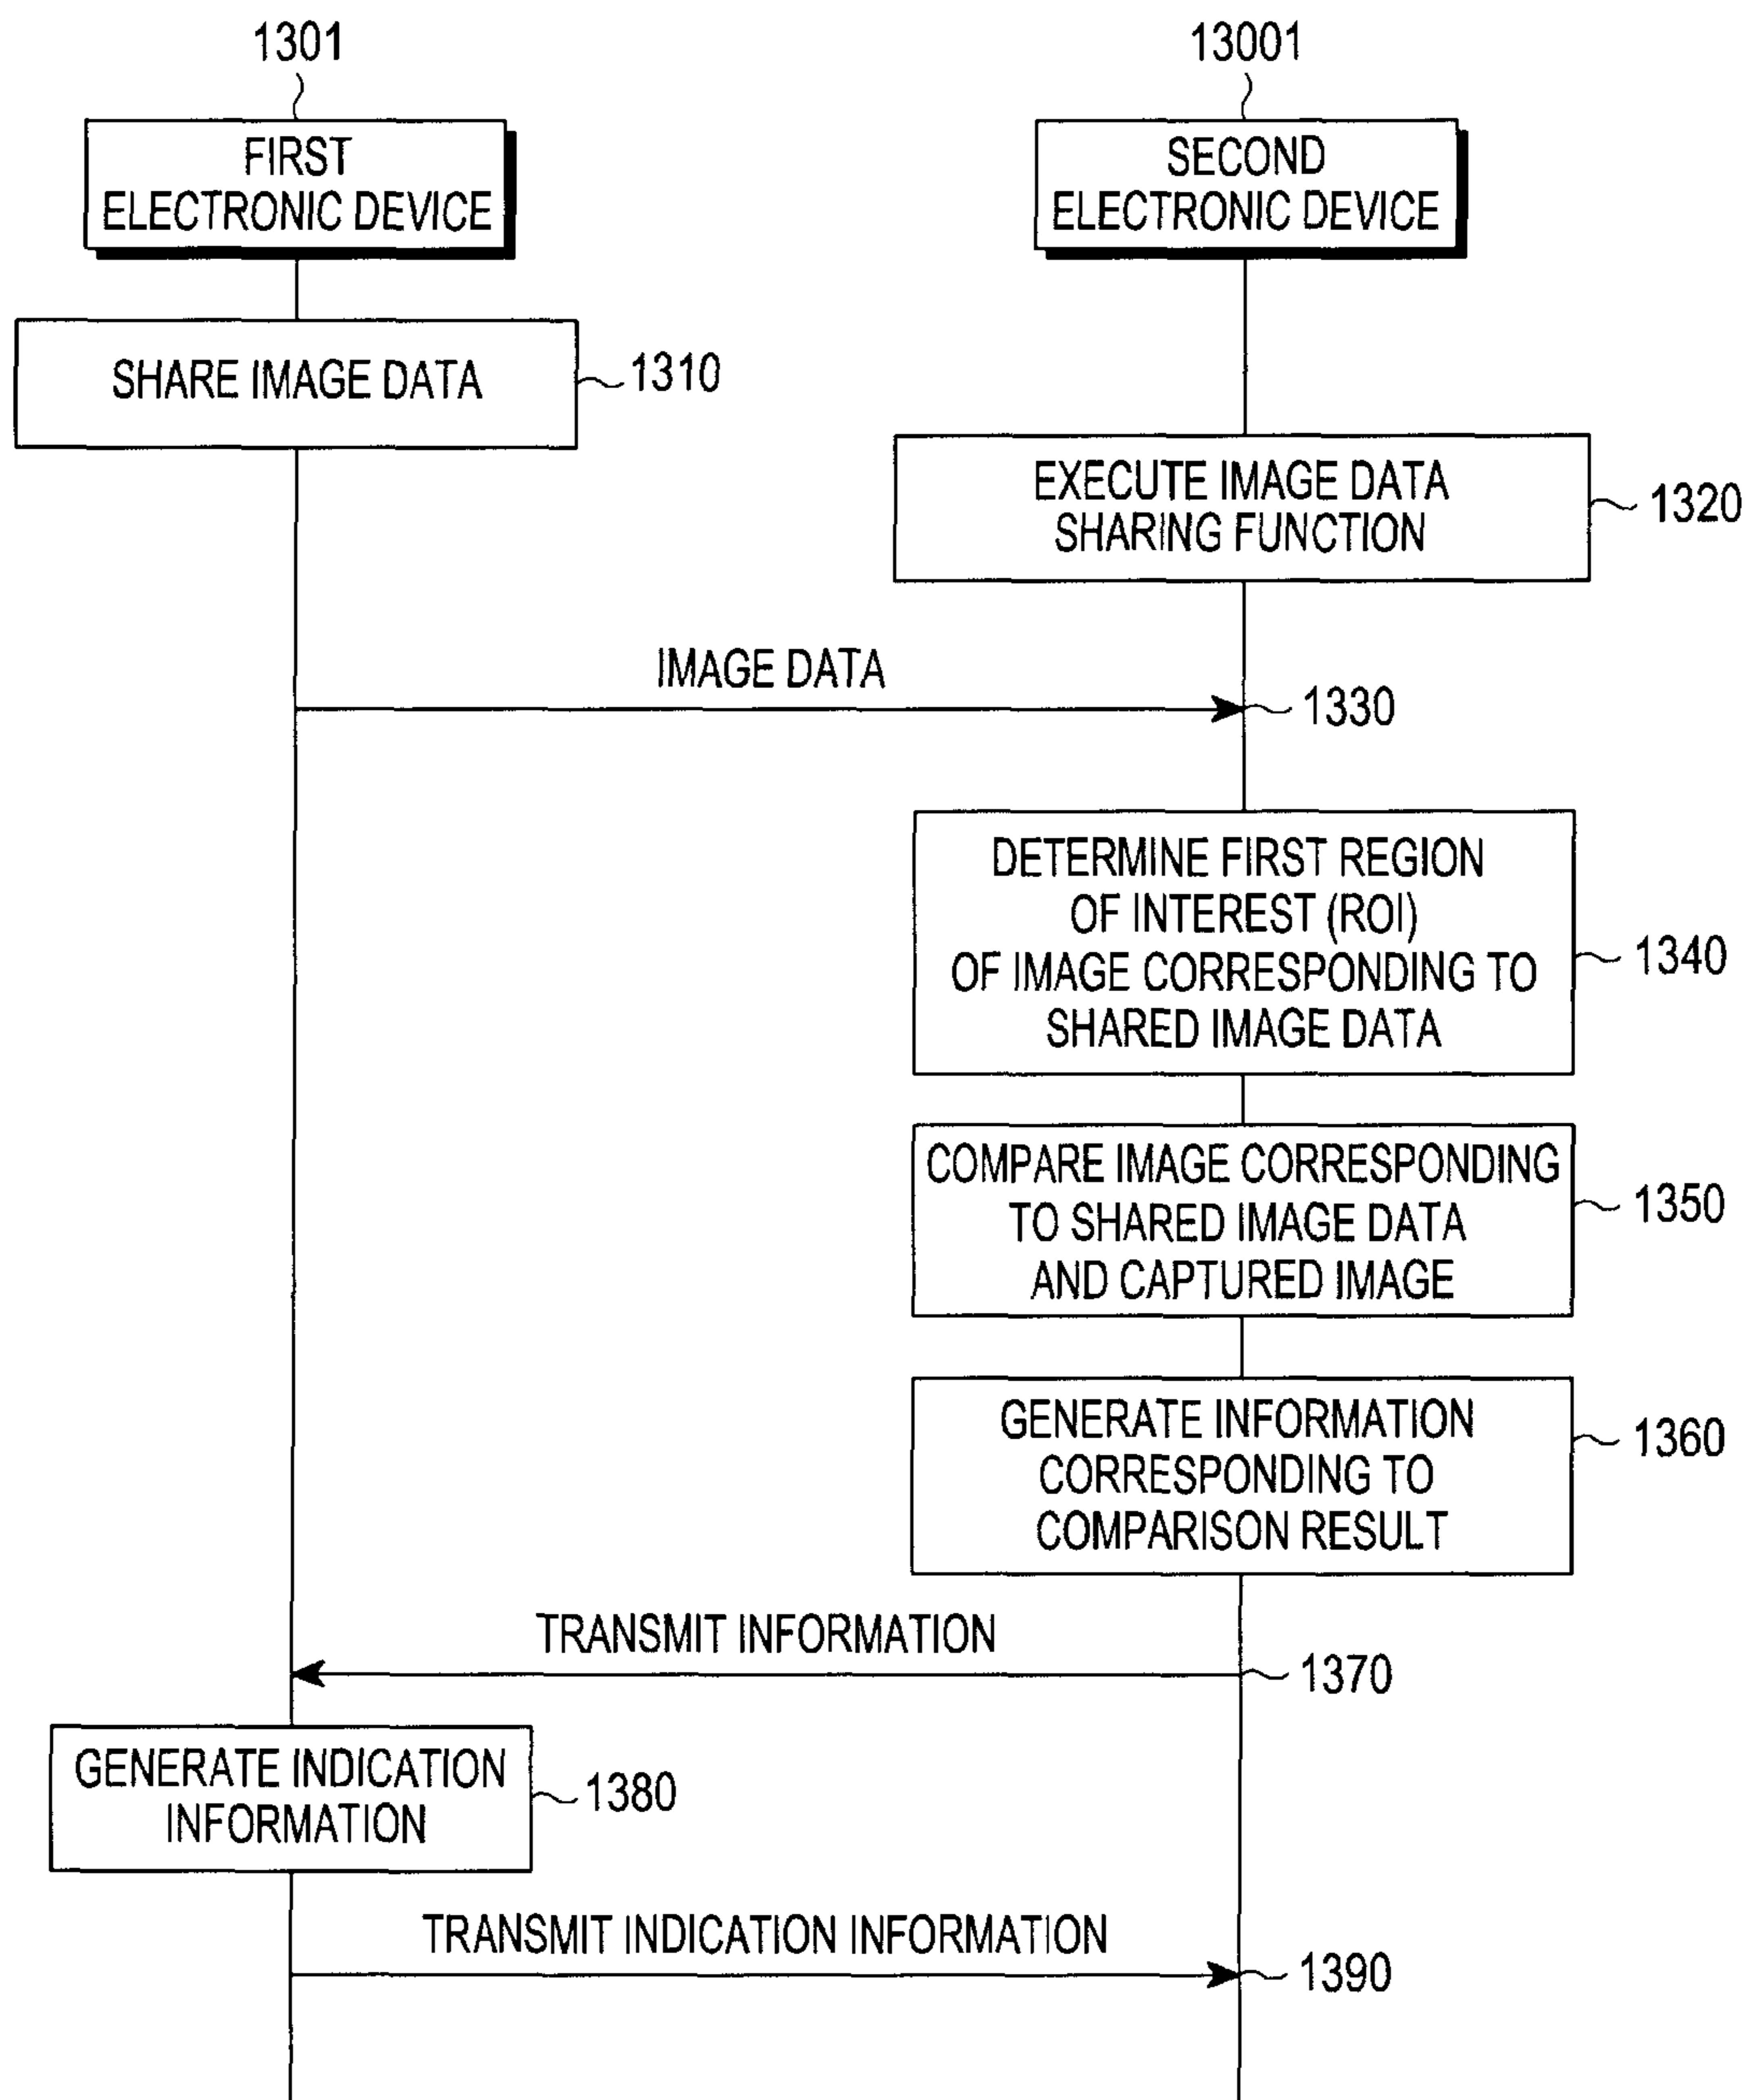 1301
13001
FIRST
ELECTRONIC DEVICE
SECOND
ELECTRONIC DEVICE
SHARE IMAGE DATA
1310
EXECUTE IMAGE DATA
SHARING FUNCTION
1320
IMAGE DATA
1330
DETERMINE FIRST REGION
OF INTEREST (ROI)
OF IMAGE CORRESPONDING TO
SHARED IMAGE DATA
1340
COMPARE IMAGE CORRESPONDING
TO SHARED IMAGE DATA
AND CAPTURED IMAGE
1350
GENERATE INFORMATION
CORRESPONDING TO
COMPARISON RESULT
1360
TRANSMIT INFORMATION
1370
GENERATE INDICATION
INFORMATION
1380
TRANSMIT INDICATION INFORMATION
1390